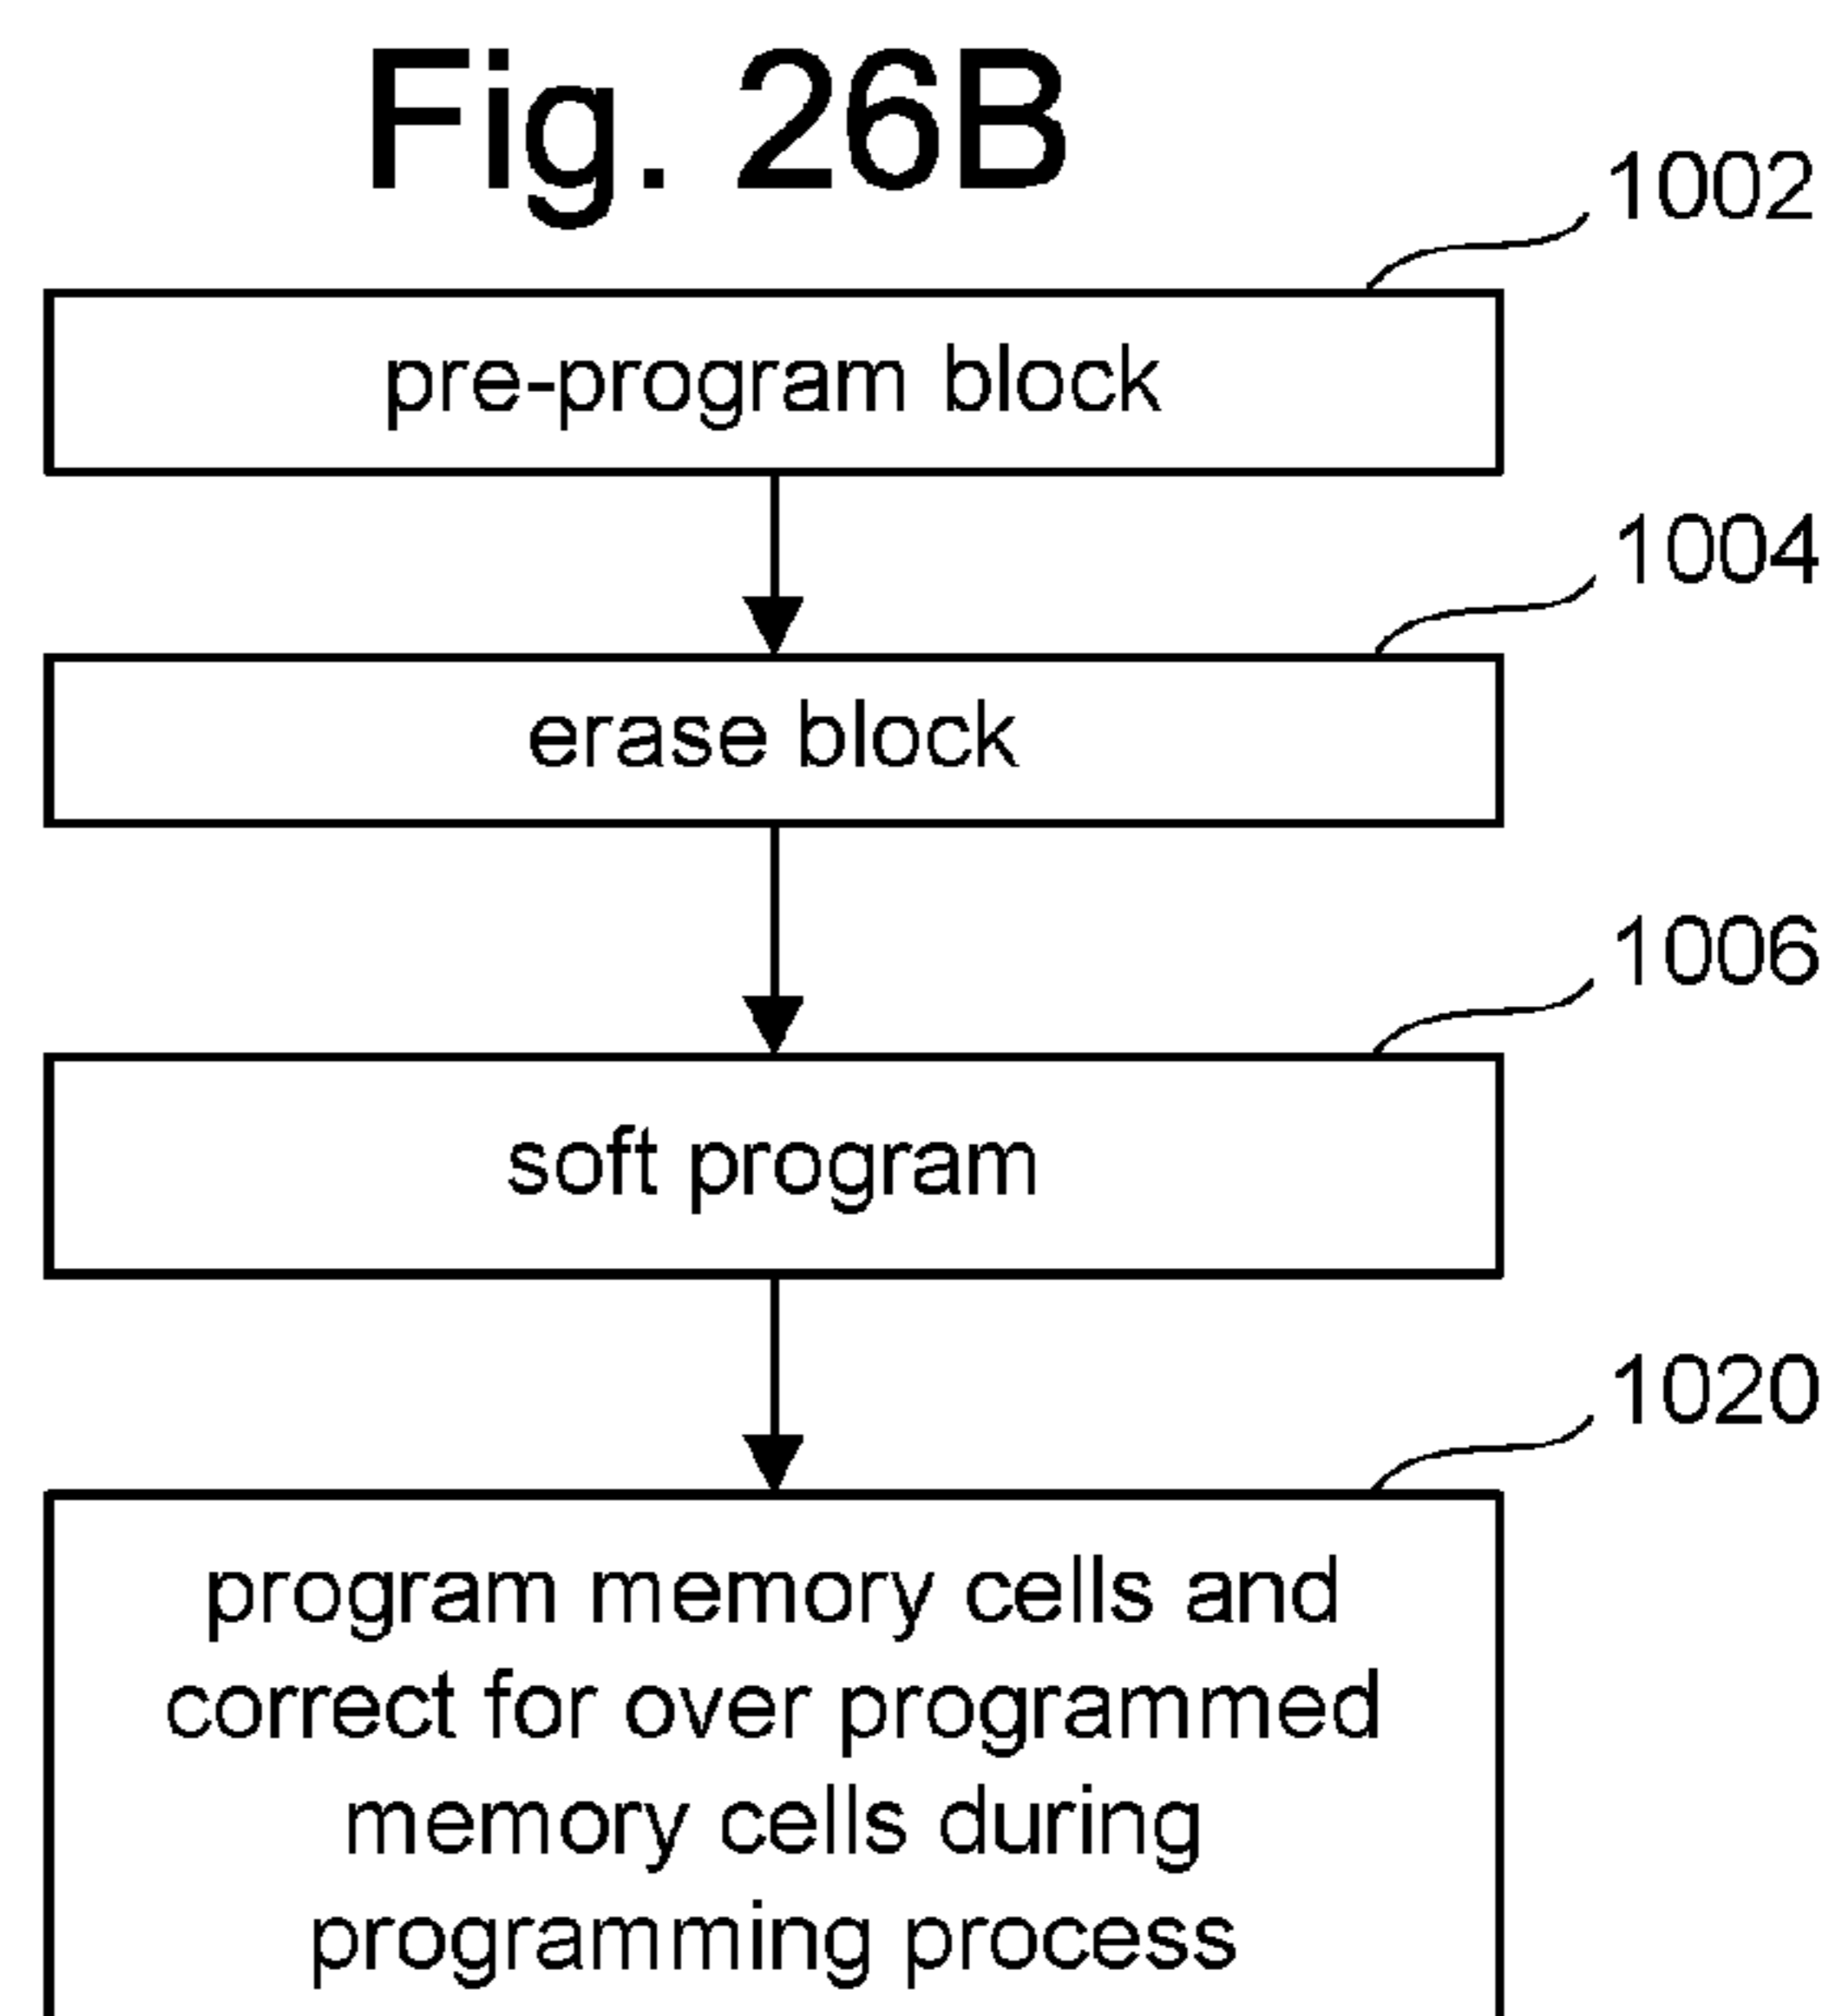 Fig. 26B
1002
pre-program block
1004
erase block
1006
soft program
1020
program memory cells and
correct for over programmed
memory cells during
programming process